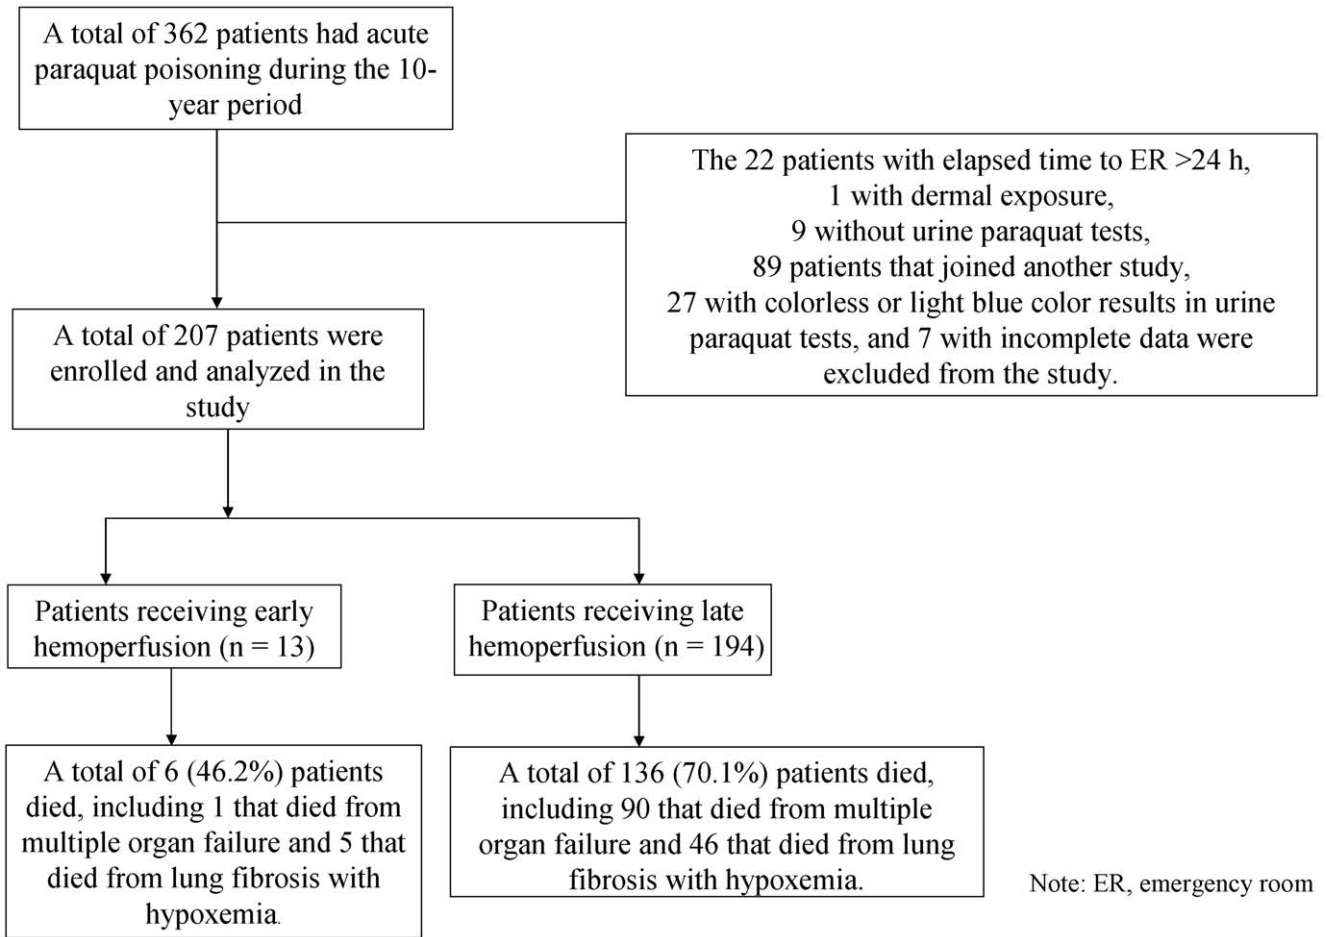 A total of 362 patients had acute
paraquat poisoning during the 10-
year period
The 22 patients with elapsed time to ER >24 h,
1 with dermal exposure,
9 without urine paraquat tests,
89 patients that joined another study,
27 with colorless or light blue color results in urine
paraquat tests, and 7 with incomplete data were
excluded from the study.
A total of 207 patients were
enrolled and analyzed in the
study
Patients receiving early
hemoperfusion (n = 13)
Patients receiving late
hemoperfusion (n = 194)
A total of 6 (46.2%) patients
died, including 1 that died from
multiple organ failure and 5 that
died from lung fibrosis with
hypoxemia.
A total of 136 (70.1%) patients died,
including 90 that died from multiple
organ failure and 46 that died from lung
fibrosis with hypoxemia.
Note: ER, emergency room